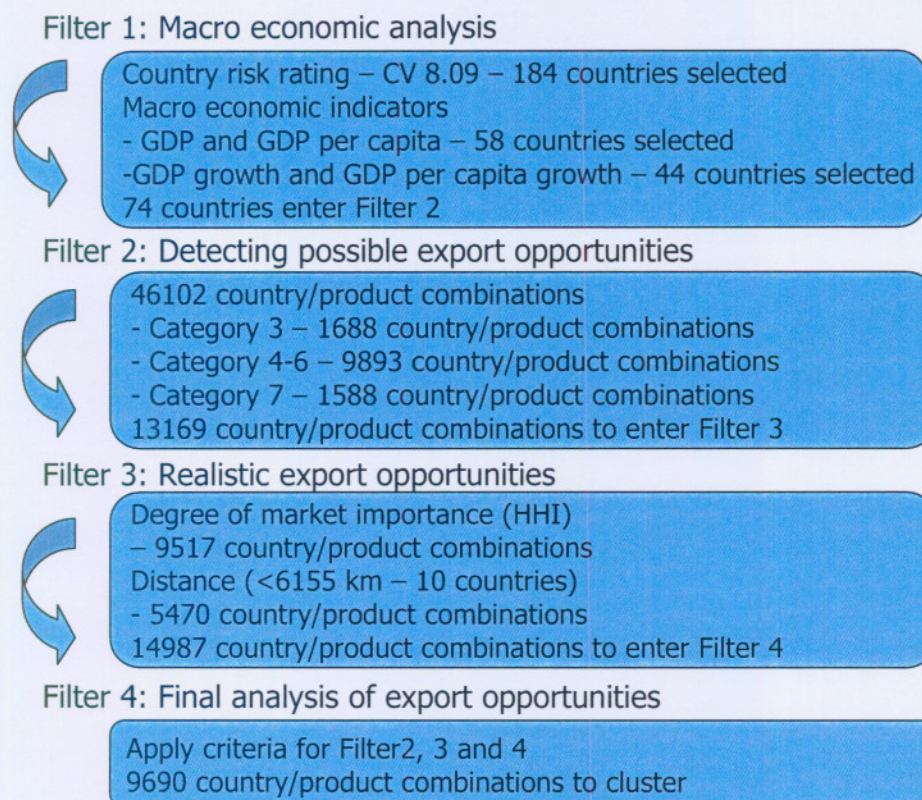 Filter 1: Macro economic analysis
Country risk rating – CV 8.09 – 184 countries selected
Macro economic indicators
- GDP and GDP per capita – 58 countries selected
-GDP growth and GDP per capita growth – 44 countries selected
74 countries enter Filter 2
Filter 2: Detecting possible export opportunities
46102 country/product combinations
- Category 3 – 1688 country/product combinations
- Category 4-6 – 9893 country/product combinations
- Category 7 – 1588 country/product combinations
13169 country/product combinations to enter Filter 3
Filter 3: Realistic export opportunities
Degree of market importance (HHI)
– 9517 country/product combinations
Distance (<6155 km – 10 countries)
- 5470 country/product combinations
14987 country/product combinations to enter Filter 4
Filter 4: Final analysis of export opportunities
Apply criteria for Filter2, 3 and 4
9690 country/product combinations to cluster